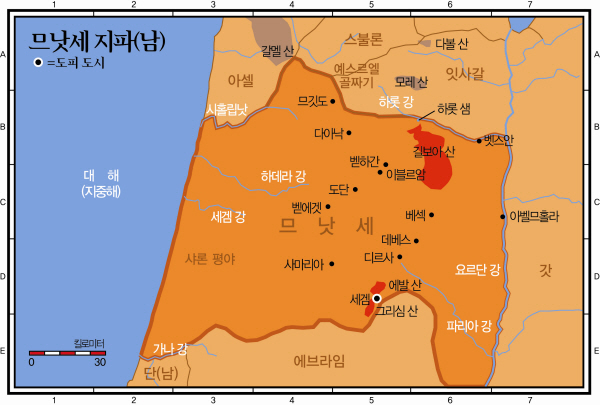 1 2 3 4 5 6 7
므낫세 지파(남)
=도피 도시
갈멜 산
스불론
다볼 산
A
A
아셀
예스르엘
골짜기
모레 산
잇사갈
시홀립낫
므깃도
하롯 강
하롯 샘
B
B
다아낙
벳스안
길보아 산
벧하간
이블르암
대 해
(지중해)
하데라 강
도단
C
C
세겜 강
벧에겟
베섹
아벨므홀라
므 낫 세
데베스
샤론 평야
사마리아
디르사
요르단 강
갓
D
D
에발 산
세겜
그리심 산
파리아 강
킬로미터
0 30
가나 강
E
E
단(남)
에브라임
1 2 3 4 5 6 7